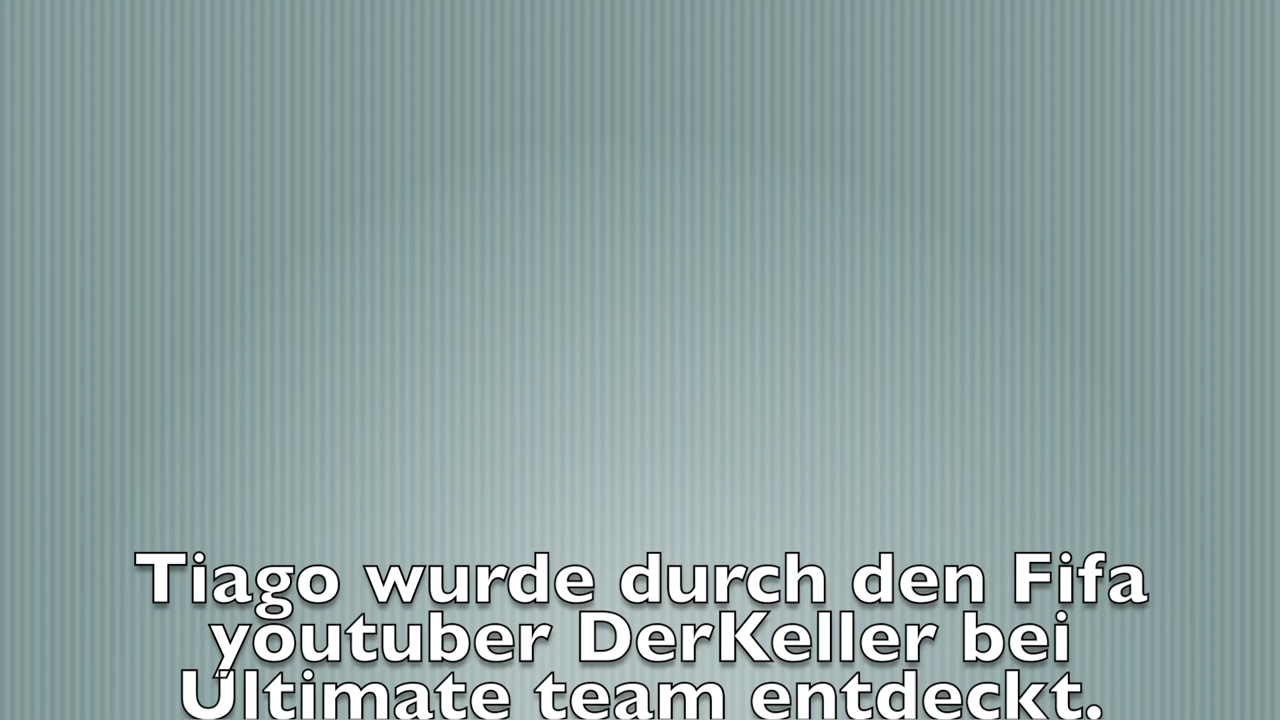 Tiago wurde durch den Fifa
youtuber DerKeller bei
Ultimate team entdeckt.